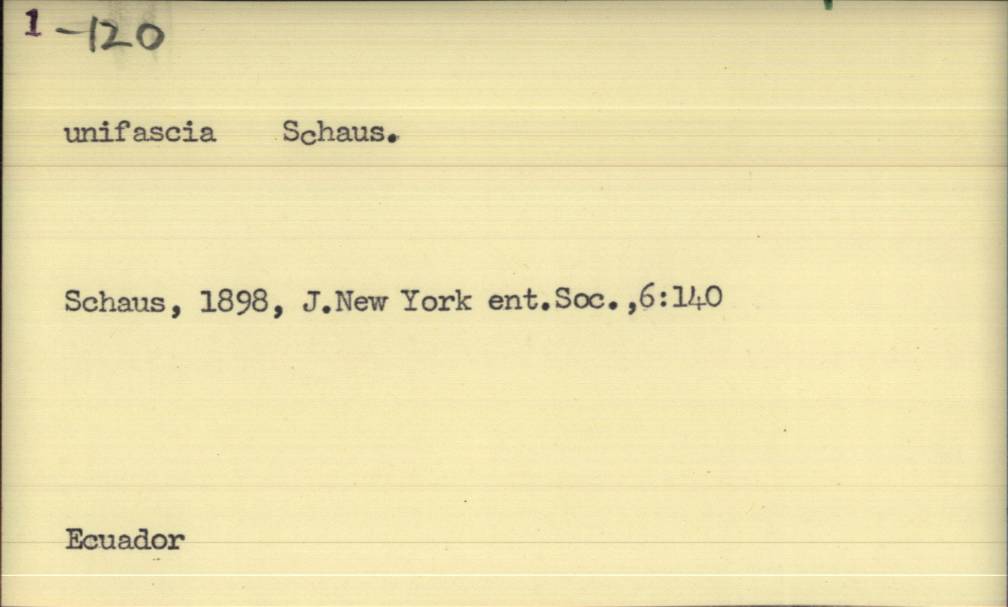 1 -120
unifascia Schaus.
Schaus, 1898, J.New York ent.Soc.,6:140
Ecuador